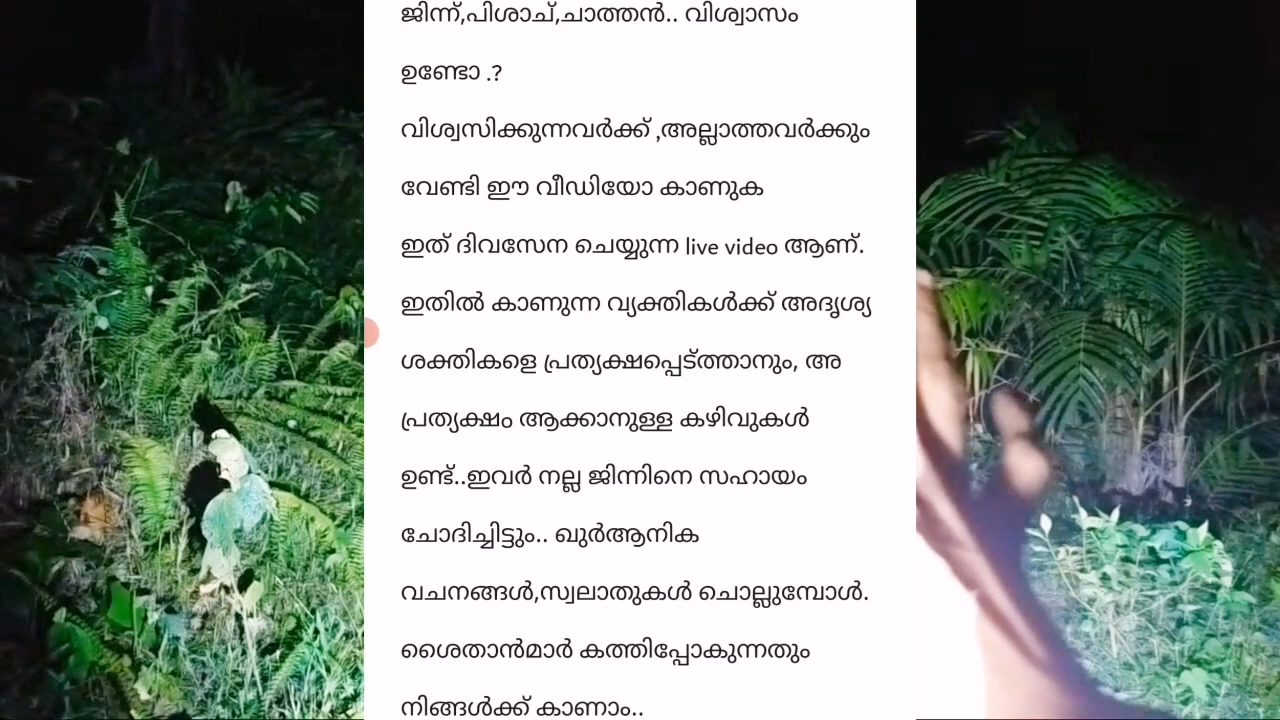 ജിന്ന്,പിശാച്,ചാത്തൻ.. വിശ്വാസം
ഉണ്ടോ .?
വിശ്വസിക്കുന്നവർക്ക് ,അല്ലാത്തവർക്കും
വേണ്ടി ഈ വീഡിയോ കാണുക
ഇത് ദിവസേന ചെയ്യുന്ന live video ആണ്.
ഇതിൽ കാണുന്ന വ്യക്തികൾക്ക് അദൃശ്യ
ശക്തികളെ പ്രത്യക്ഷപ്പെട്ത്താനും, അ
പ്രത്യക്ഷം ആക്കാനുള്ള കഴിവുകൾ
ഉണ്ട്..ഇവർ നല്ല ജിന്നിനെ സഹായം
ചോദിച്ചിട്ടും.. ഖുർആനിക
വചനങ്ങൾ,സ്വലാതുകൾ ചൊല്ലുമ്പോൾ.
ശൈതാൻമാർ കത്തിപ്പോകുന്നതും
നിങ്ങൾക്ക് കാണാം..